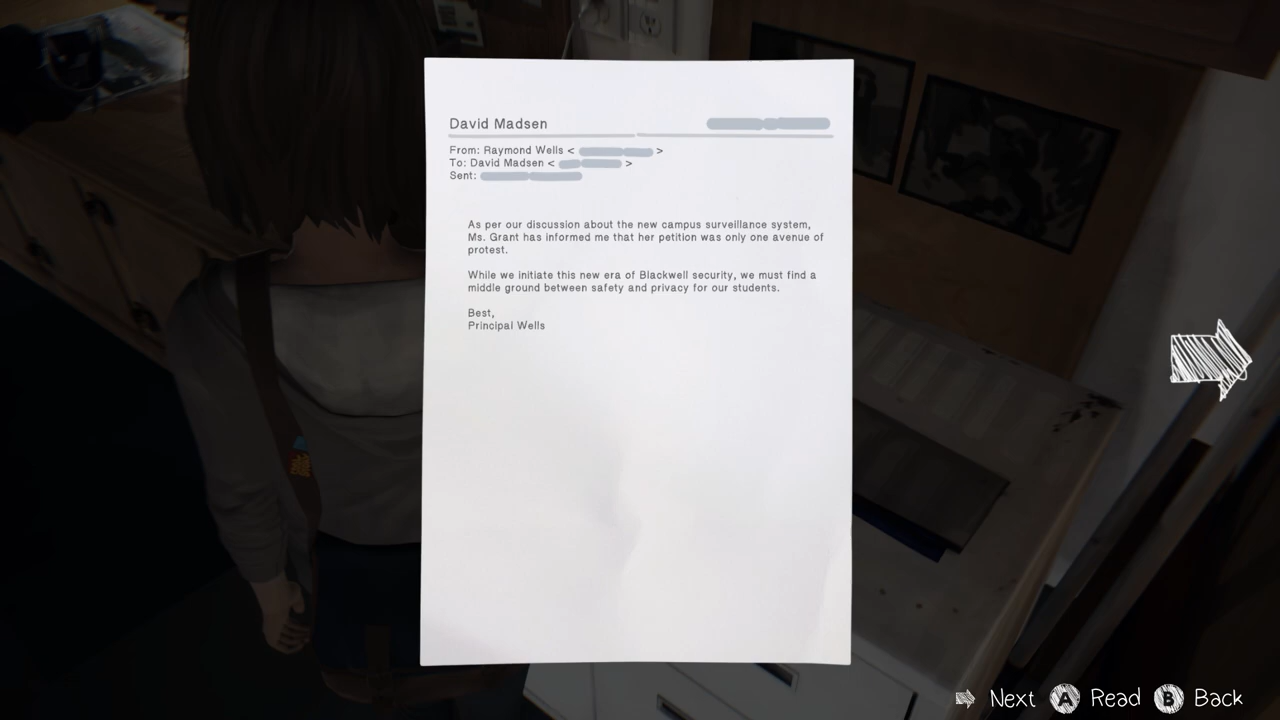 David Madsen
From: Raymond Wells < >
To: David Madsen < >
Sent:
As per our discussion about the new campus surveillance system,
Ms. Grant has informed me that her petition was only one avenue of
protest.
While we initiate this new era of Blackwell security, we must find a
middle ground between safety and privacy for our students.
Best,
Principal Wells
Next A Read B Back